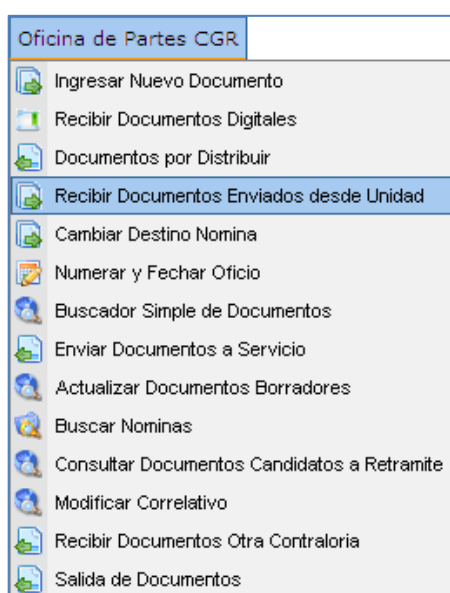 Oficina de Partes CGR
Ingresar Nuevo Documento
Recibir Documentos Digitales
Documentos por Distribuir
Recibir Documentos Enviados desde Unidad
Cambiar Destino Nomina
Numerar y Fechar Oficio
Buscador Simple de Documentos
Enviar Documentos a Servicio
Actualizar Documentos Borradores
Buscar Nominas
Consultar Documentos Candidatos a Retramite
Modificar Correlativo
Recibir Documentos Otra Contraloria
Salida de Documentos